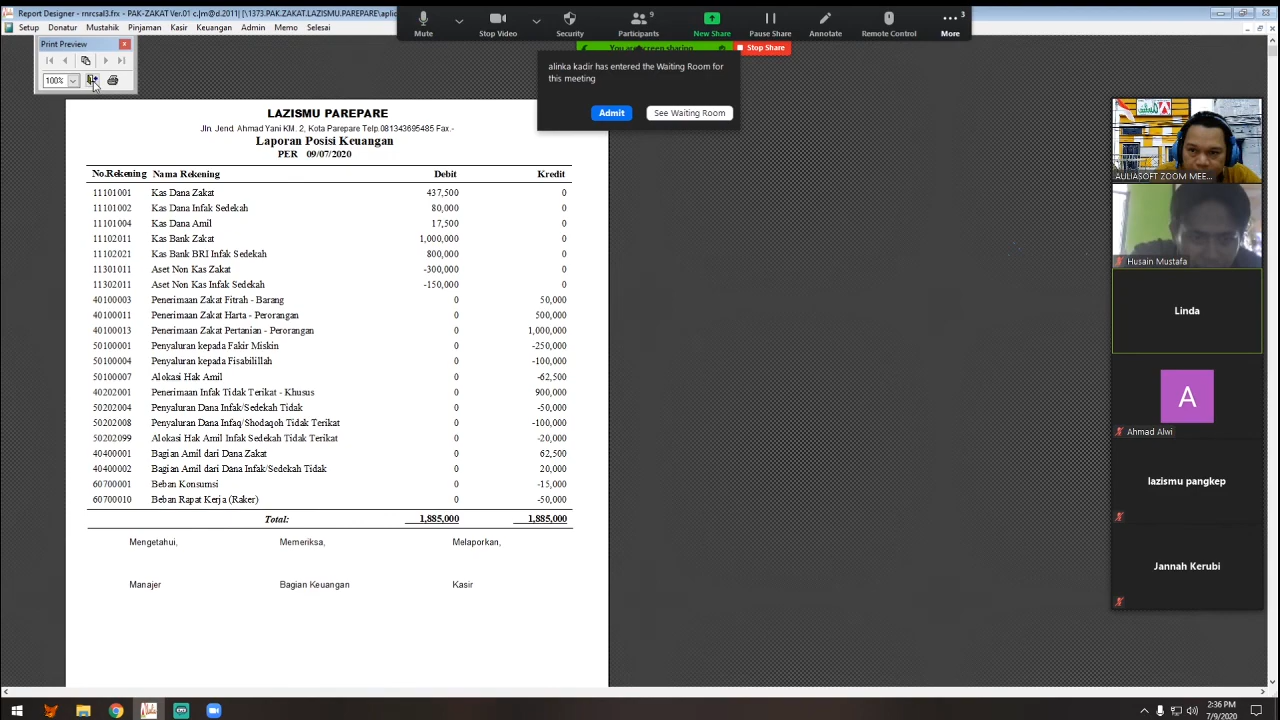 Report Designer - rnrcsal3.frx - PAK-ZAKAT Ver.01 c.|m@d.2011| [\1373.PAK.ZAKAT.LAZISMU.PAREPARE\aplic
Setup Donatur Mustahik Pinjaman Kasir Keuangan Admin Memo Selesai
Mute Stop Video Security Participants 9 New Share Pause Share Annotate Remote Control More 3
You are screen sharing Stop Share
alinka kadir has entered the Waiting Room for
this meeting
Admit See Waiting Room
Print Preview
100%
LAZISMU PAREPARE
Jln. Jend. Ahmad Yani KM. 2, Kota Parepare Telp.081343695485 Fax.-
Laporan Posisi Keuangan
PER 09/07/2020
No.Rekening Nama Rekening Debit Kredit
11101001 Kas Dana Zakat 437,500 0
11101002 Kas Dana Infak Sedekah 80,000 0
11101004 Kas Dana Amil 17,500 0
11102011 Kas Bank Zakat 1,000,000 0
11102021 Kas Bank BRI Infak Sedekah 800,000 0
11301011 Aset Non Kas Zakat -300,000 0
11302011 Aset Non Kas Infak Sedekah -150,000 0
40100003 Penerimaan Zakat Fitrah - Barang 0 50,000
40100011 Penerimaan Zakat Harta - Perorangan 0 500,000
40100013 Penerimaan Zakat Pertanian - Perorangan 0 1,000,000
50100001 Penyaluran kepada Fakir Miskin 0 -250,000
50100004 Penyaluran kepada Fisabilillah 0 -100,000
50100007 Alokasi Hak Amil 0 -62,500
40202001 Penerimaan Infak Tidak Terikat - Khusus 0 900,000
50202004 Penyaluran Dana Infak/Sedekah Tidak 0 -50,000
50202008 Penyaluran Dana Infaq/Shodaqoh Tidak Terikat 0 -100,000
50202099 Alokasi Hak Amil Infak Sedekah Tidak Terikat 0 -20,000
40400001 Bagian Amil dari Dana Zakat 0 62,500
40400002 Bagian Amil dari Dana Infak/Sedekah Tidak 0 20,000
60700001 Beban Konsumsi 0 -15,000
60700010 Beban Rapat Kerja (Raker) 0 -50,000
Total: 1,885,000 1,885,000
Mengetahui, Memeriksa, Melaporkan,
Manajer Bagian Keuangan Kasir
AULIASOFT ZOOM MEE...
Husain Mustafa
Linda
A
Ahmad Alwi
lazismu pangkep
Jannah Kerubi
2:36 PM
7/9/2020